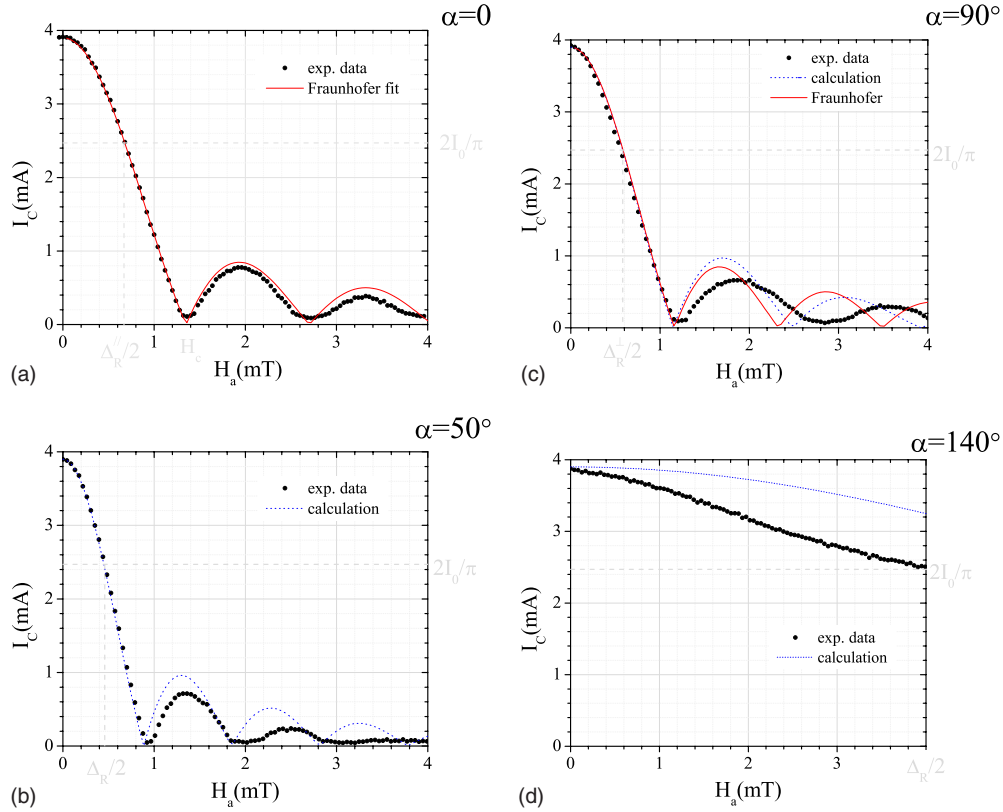 α=0
4
3
2
1
0
I_C(mA)
exp. data
Fraunhofer fit
2I_0/π
Δ_R^{//}/2
H_c
0 1 2 3 4
H_a(mT)
(a)
α=90°
4
3
2
1
0
I_C(mA)
exp. data
calculation
Fraunhofer
2I_0/π
Δ_R^⊥/2
0 1 2 3 4
H_a(mT)
(c)
α=50°
4
3
2
1
0
I_C(mA)
exp. data
calculation
2I_0/π
Δ_R/2
0 1 2 3 4
H_a(mT)
(b)
α=140°
4
3
2
1
0
I_C(mA)
2I_0/π
exp. data
calculation
0 1 2 3 4
Δ_R/2
H_a(mT)
(d)